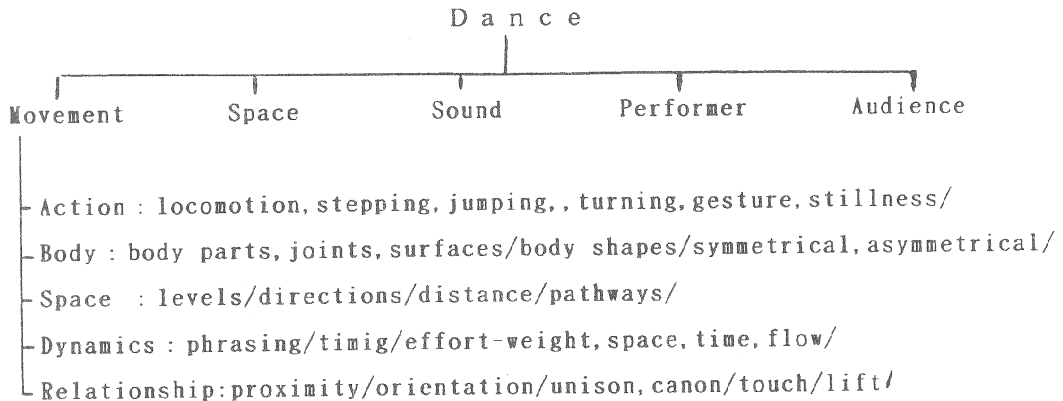 Dance
Movement Space Sound Performer Audience
Action : locomotion, stepping, jumping, , turning, gesture, stillness/
Body : body parts, joints, surfaces/body shapes/symmetrical, asymmetrical/
Space : levels/directions/distance/pathways/
Dynamics : phrasing/timig/effort-weight, space, time, flow/
Relationship:proximity/orientation/unison, canon/touch/lift/